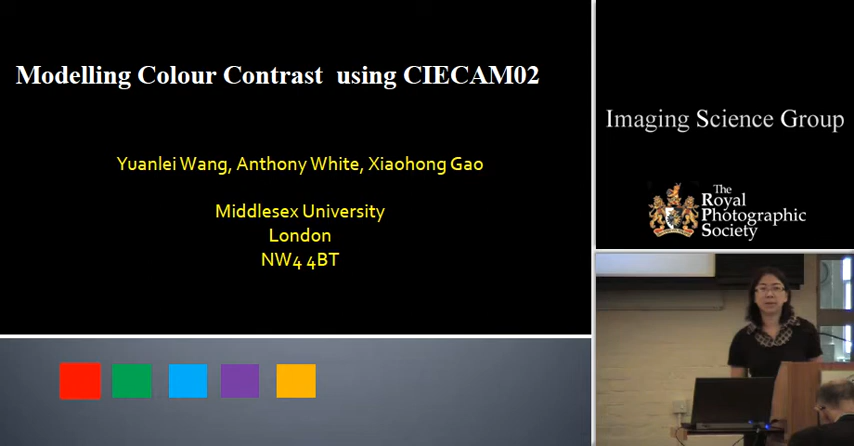 Modelling Colour Contrast using CIECAM02
Yuanlei Wang, Anthony White, Xiaohong Gao
Middlesex University
London
NW4 4BT
Imaging Science Group
The
Royal
Photographic
Society